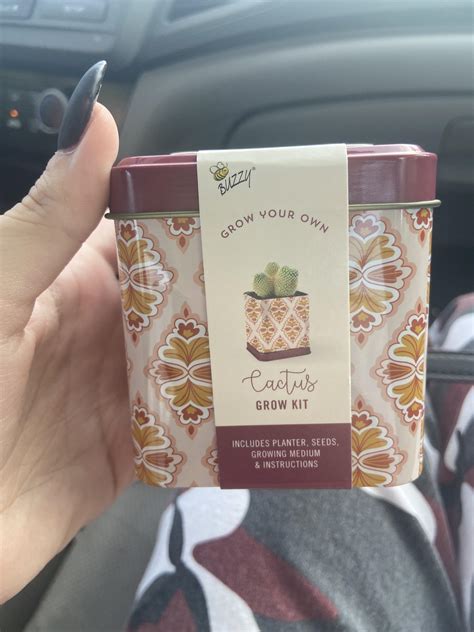 BUZZY®
GROW YOUR OWN
Cactus
GROW KIT
INCLUDES PLANTER, SEEDS,
GROWING MEDIUM
& INSTRUCTIONS